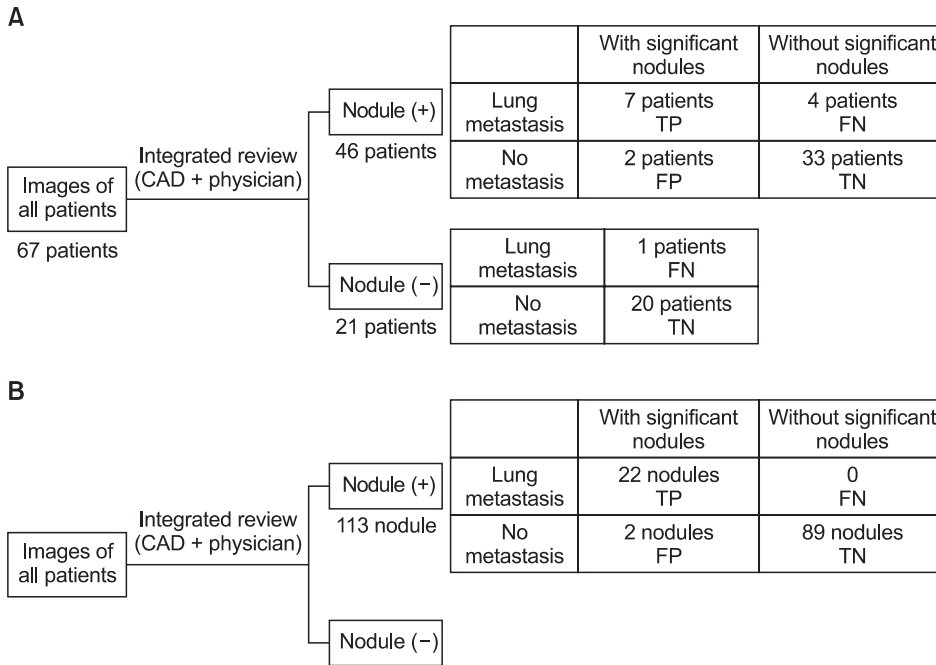 A
Images of
all patients
67 patients
Integrated review
(CAD + physician)
Nodule (+)
46 patients
With significant
nodules
Without significant
nodules
Lung
metastasis
7 patients
TP
4 patients
FN
No
metastasis
2 patients
FP
33 patients
TN
Nodule (−)
21 patients
Lung
metastasis
1 patients
FN
No
metastasis
20 patients
TN
B
Images of
all patients
Integrated review
(CAD + physician)
Nodule (+)
113 nodule
With significant
nodules
Without significant
nodules
Lung
metastasis
22 nodules
TP
0
FN
No
metastasis
2 nodules
FP
89 nodules
TN
Nodule (−)